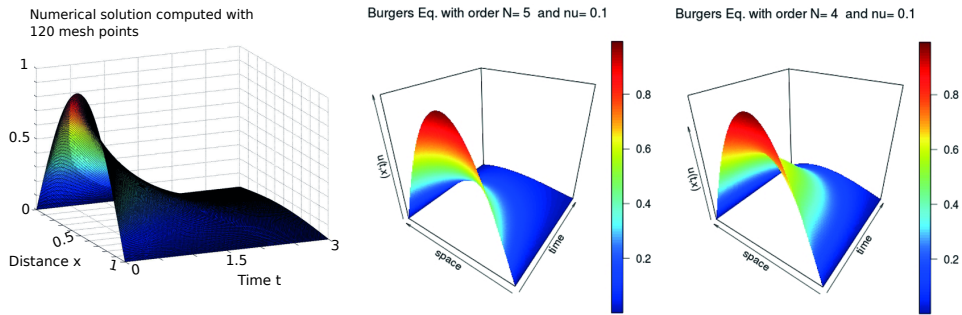 Numerical solution computed with
120 mesh points
1
0.5
0
0.5
1
0
1.5
3
Distance x
Time t
Burgers Eq. with order N= 5 and nu= 0.1
u(t,x)
space
time
0.8
0.6
0.4
0.2
Burgers Eq. with order N= 4 and nu= 0.1
u(t,x)
space
time
0.8
0.6
0.4
0.2